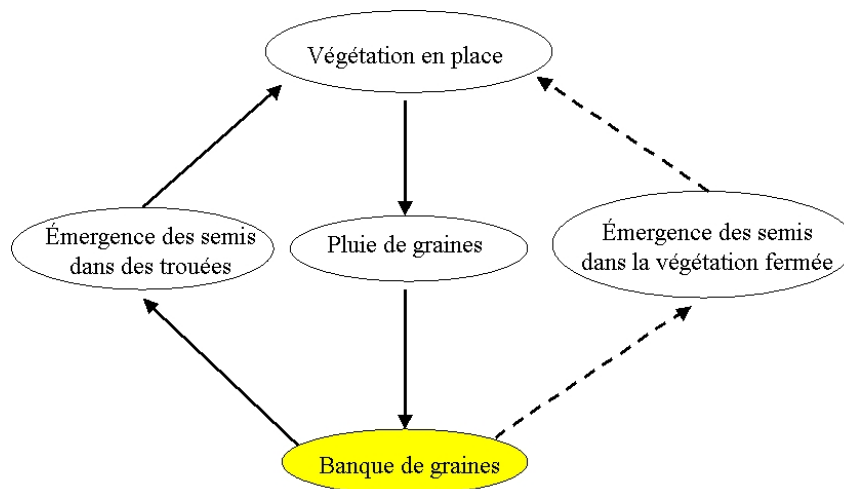 Végétation en place
Émergence des semis
dans des trouées
Pluie de graines
Émergence des semis
dans la végétation fermée
Banque de graines